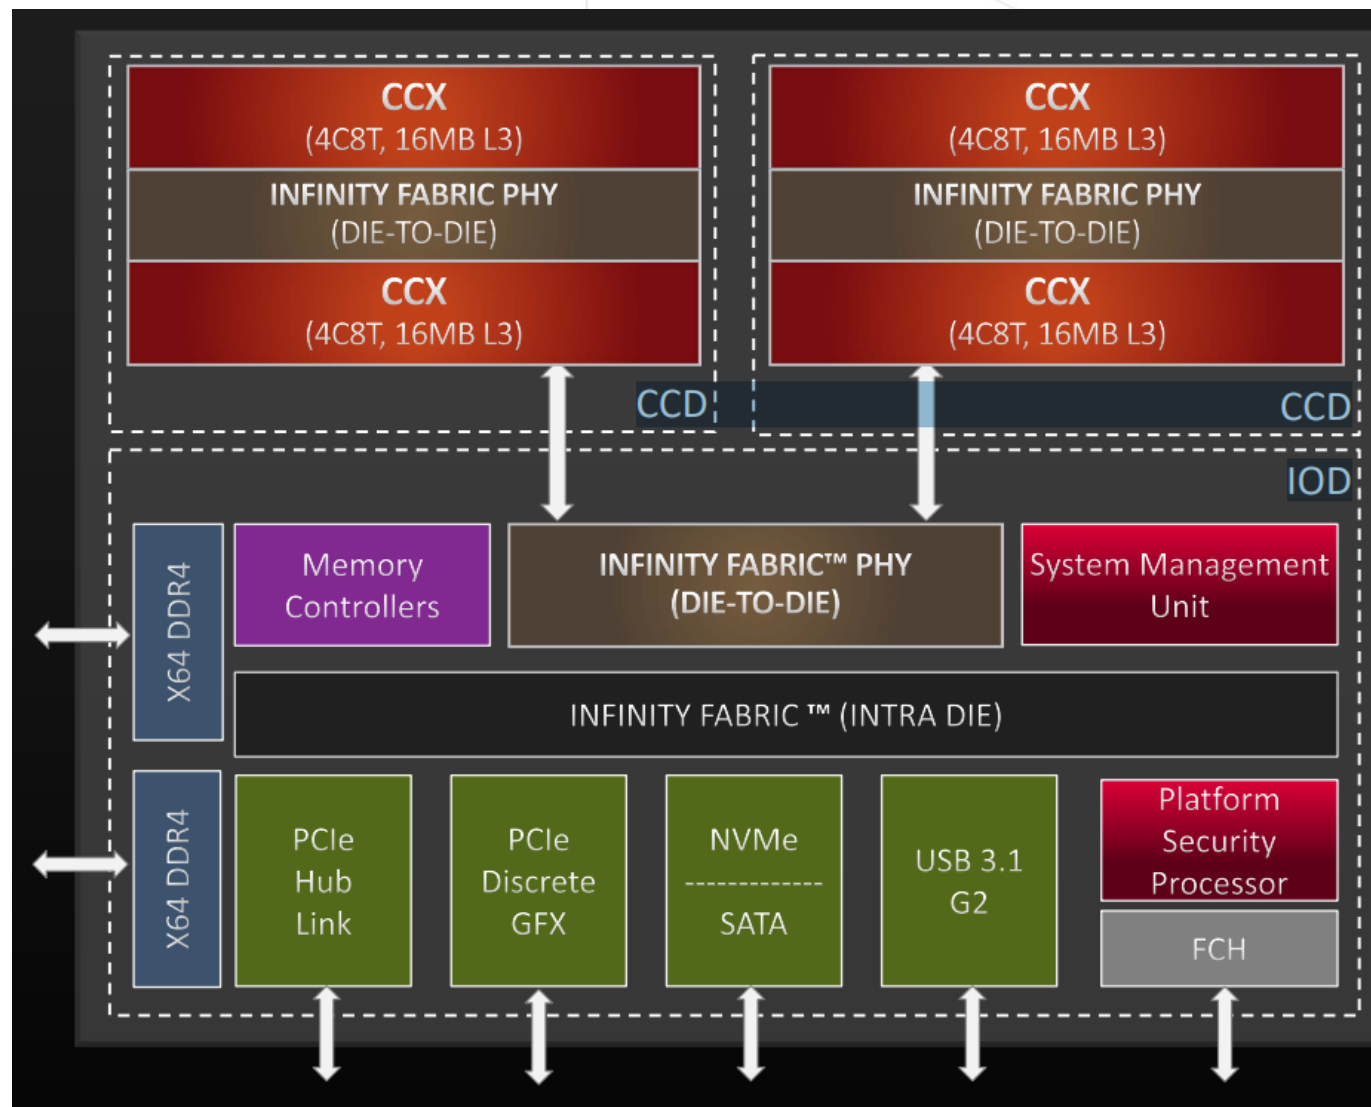 CCX
(4C8T, 16MB L3)
INFINITY FABRIC PHY
(DIE-TO-DIE)
CCX
(4C8T, 16MB L3)
CCD
CCX
(4C8T, 16MB L3)
INFINITY FABRIC PHY
(DIE-TO-DIE)
CCX
(4C8T, 16MB L3)
CCD
IOD
X64 DDR4
Memory
Controllers
INFINITY FABRIC™ PHY
(DIE-TO-DIE)
System Management
Unit
INFINITY FABRIC ™ (INTRA DIE)
X64 DDR4
PCIe
Hub
Link
PCIe
Discrete
GFX
NVMe
-------------
SATA
USB 3.1
G2
Platform
Security
Processor
FCH